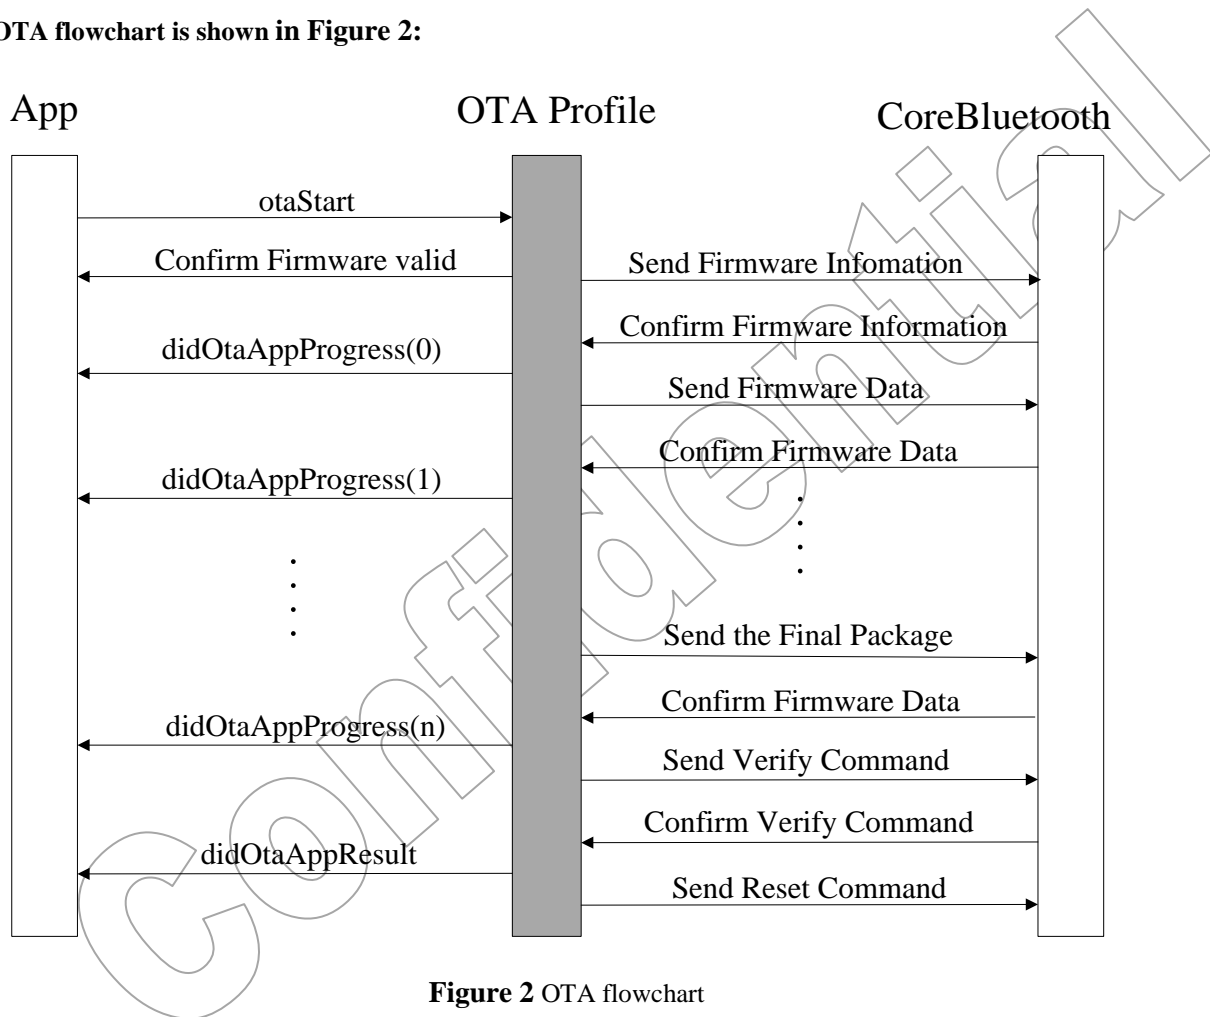 OTA flowchart is shown in Figure 2:
App
OTA Profile
CoreBluetooth
otaStart
Confirm Firmware valid
Send Firmware Infomation
Confirm Firmware Information
didOtaAppProgress(0)
Send Firmware Data
Confirm Firmware Data
didOtaAppProgress(1)
Send the Final Package
Confirm Firmware Data
didOtaAppProgress(n)
Send Verify Command
Confirm Verify Command
didOtaAppResult
Send Reset Command
Confidential
Figure 2 OTA flowchart